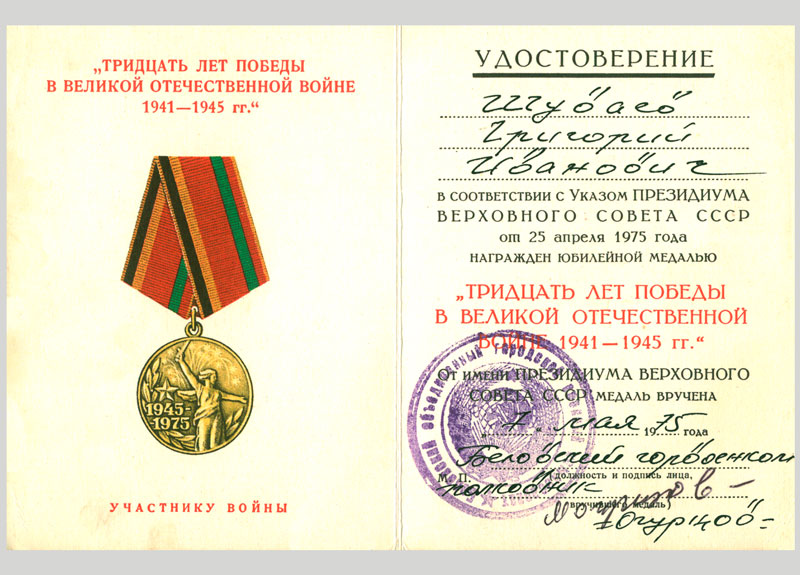 „ТРИДЦАТЬ ЛЕТ ПОБЕДЫ
В ВЕЛИКОЙ ОТЕЧЕСТВЕННОЙ ВОЙНЕ
1941—1945 гг.“
1945-
1975
УЧАСТНИКУ ВОЙНЫ
УДОСТОВЕРЕНИЕ
Григорий
Иванович
В СООТВЕТСТВИИ С УКАЗОМ ПРЕЗИДИУМА
ВЕРХОВНОГО СОВЕТА СССР
от 25 апреля 1975 года
НАГРАЖДЕН ЮБИЛЕЙНОЙ МЕДАЛЬЮ
„ТРИДЦАТЬ ЛЕТ ПОБЕДЫ
В ВЕЛИКОЙ ОТЕЧЕСТВЕННОЙ
ВОЙНЕ 1941—1945 гг.“
От имени ПРЕЗИДИУМА ВЕРХОВНОГО
СОВЕТА СССР МЕДАЛЬ ВРУЧЕНА
„7“ мая 1975 года
Беловский горвоенком
М. П. (должность и подпись лица,
вручившего медаль)